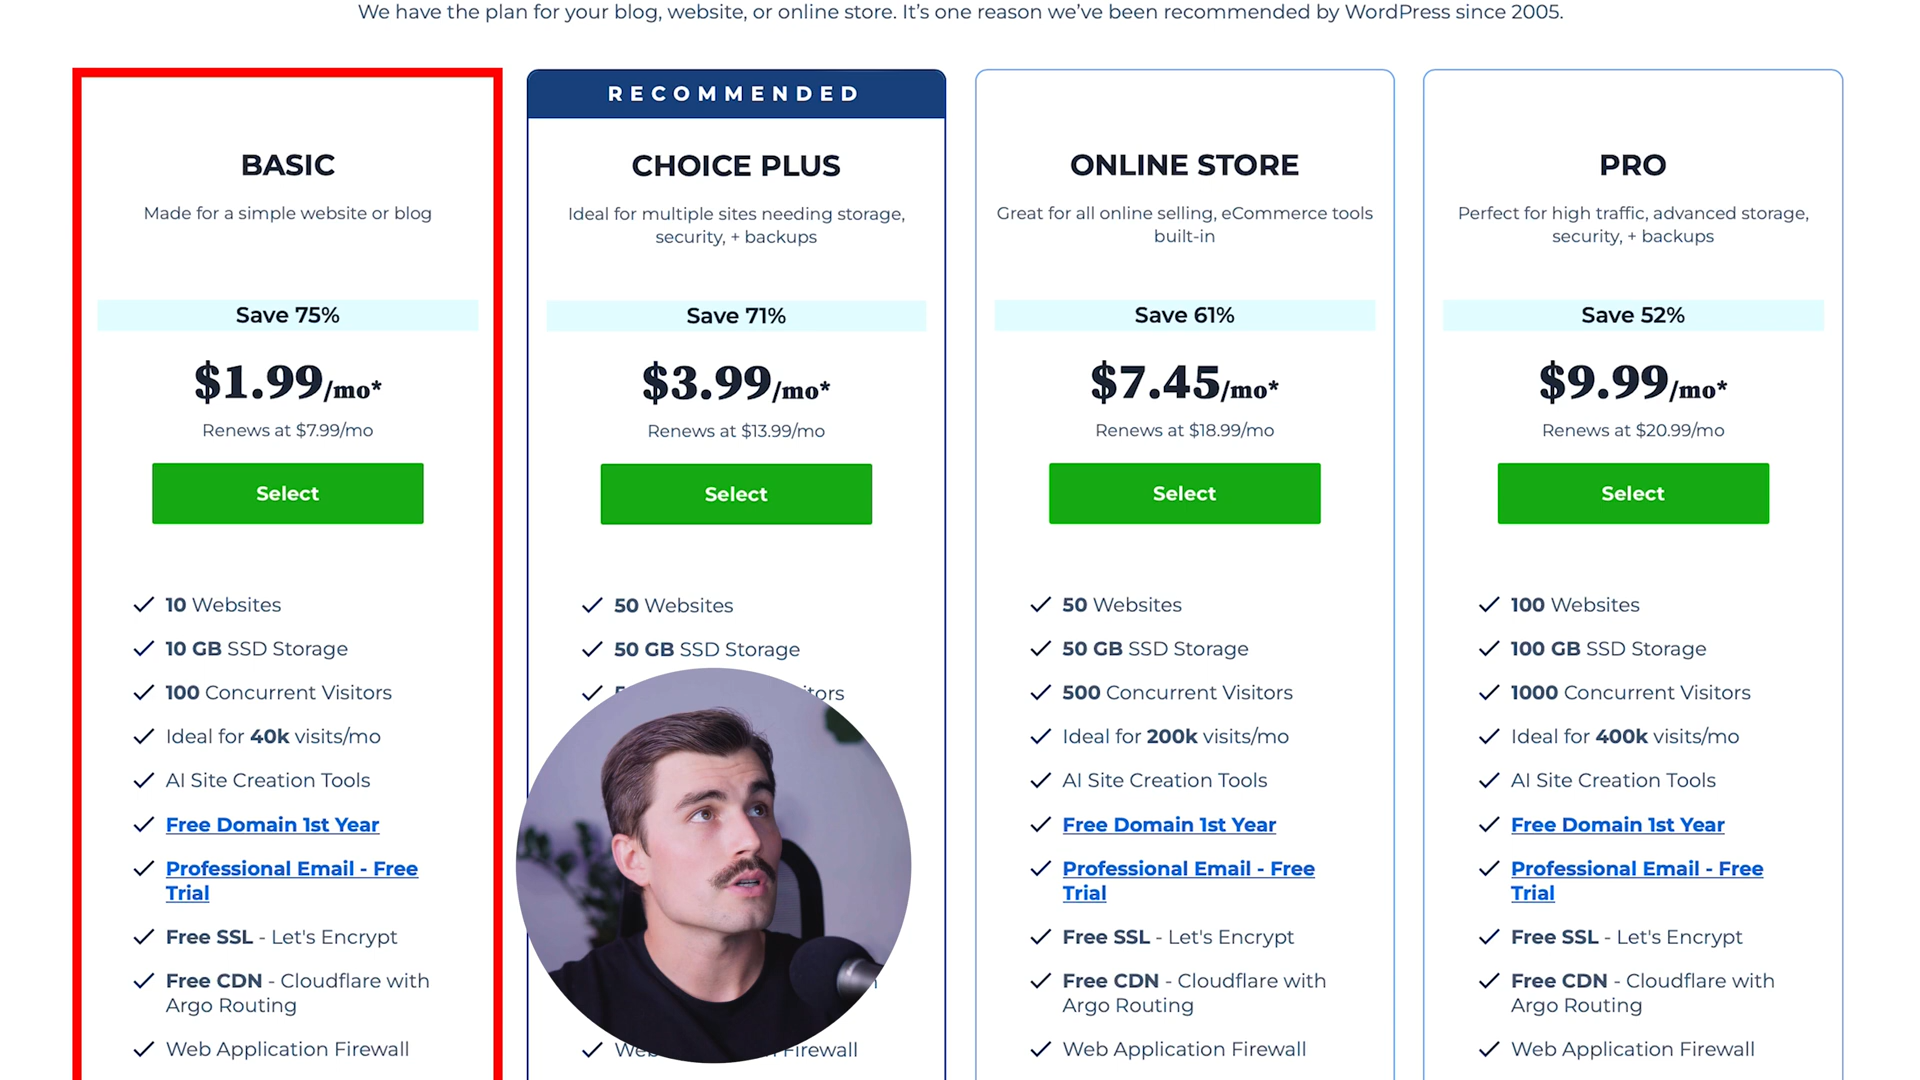 We have the plan for your blog, website, or online store. It's one reason we've been recommended by WordPress since 2005.
BASIC
Made for a simple website or blog
Save 75%
$1.99/mo*
Renews at $7.99/mo
Select
10 Websites
10 GB SSD Storage
100 Concurrent Visitors
Ideal for 40k visits/mo
AI Site Creation Tools
Free Domain 1st Year
Professional Email - Free
Trial
Free SSL - Let's Encrypt
Free CDN - Cloudflare with
Argo Routing
Web Application Firewall
RECOMMENDED
CHOICE PLUS
Ideal for multiple sites needing storage,
security, + backups
Save 71%
$3.99/mo*
Renews at $13.99/mo
Select
50 Websites
50 GB SSD Storage
Firewall
ONLINE STORE
Great for all online selling, eCommerce tools
built-in
Save 61%
$7.45/mo*
Renews at $18.99/mo
Select
50 Websites
50 GB SSD Storage
500 Concurrent Visitors
Ideal for 200k visits/mo
AI Site Creation Tools
Free Domain 1st Year
Professional Email - Free
Trial
Free SSL - Let's Encrypt
Free CDN - Cloudflare with
Argo Routing
Web Application Firewall
PRO
Perfect for high traffic, advanced storage,
security, + backups
Save 52%
$9.99/mo*
Renews at $20.99/mo
Select
100 Websites
100 GB SSD Storage
1000 Concurrent Visitors
Ideal for 400k visits/mo
AI Site Creation Tools
Free Domain 1st Year
Professional Email - Free
Trial
Free SSL - Let's Encrypt
Free CDN - Cloudflare with
Argo Routing
Web Application Firewall